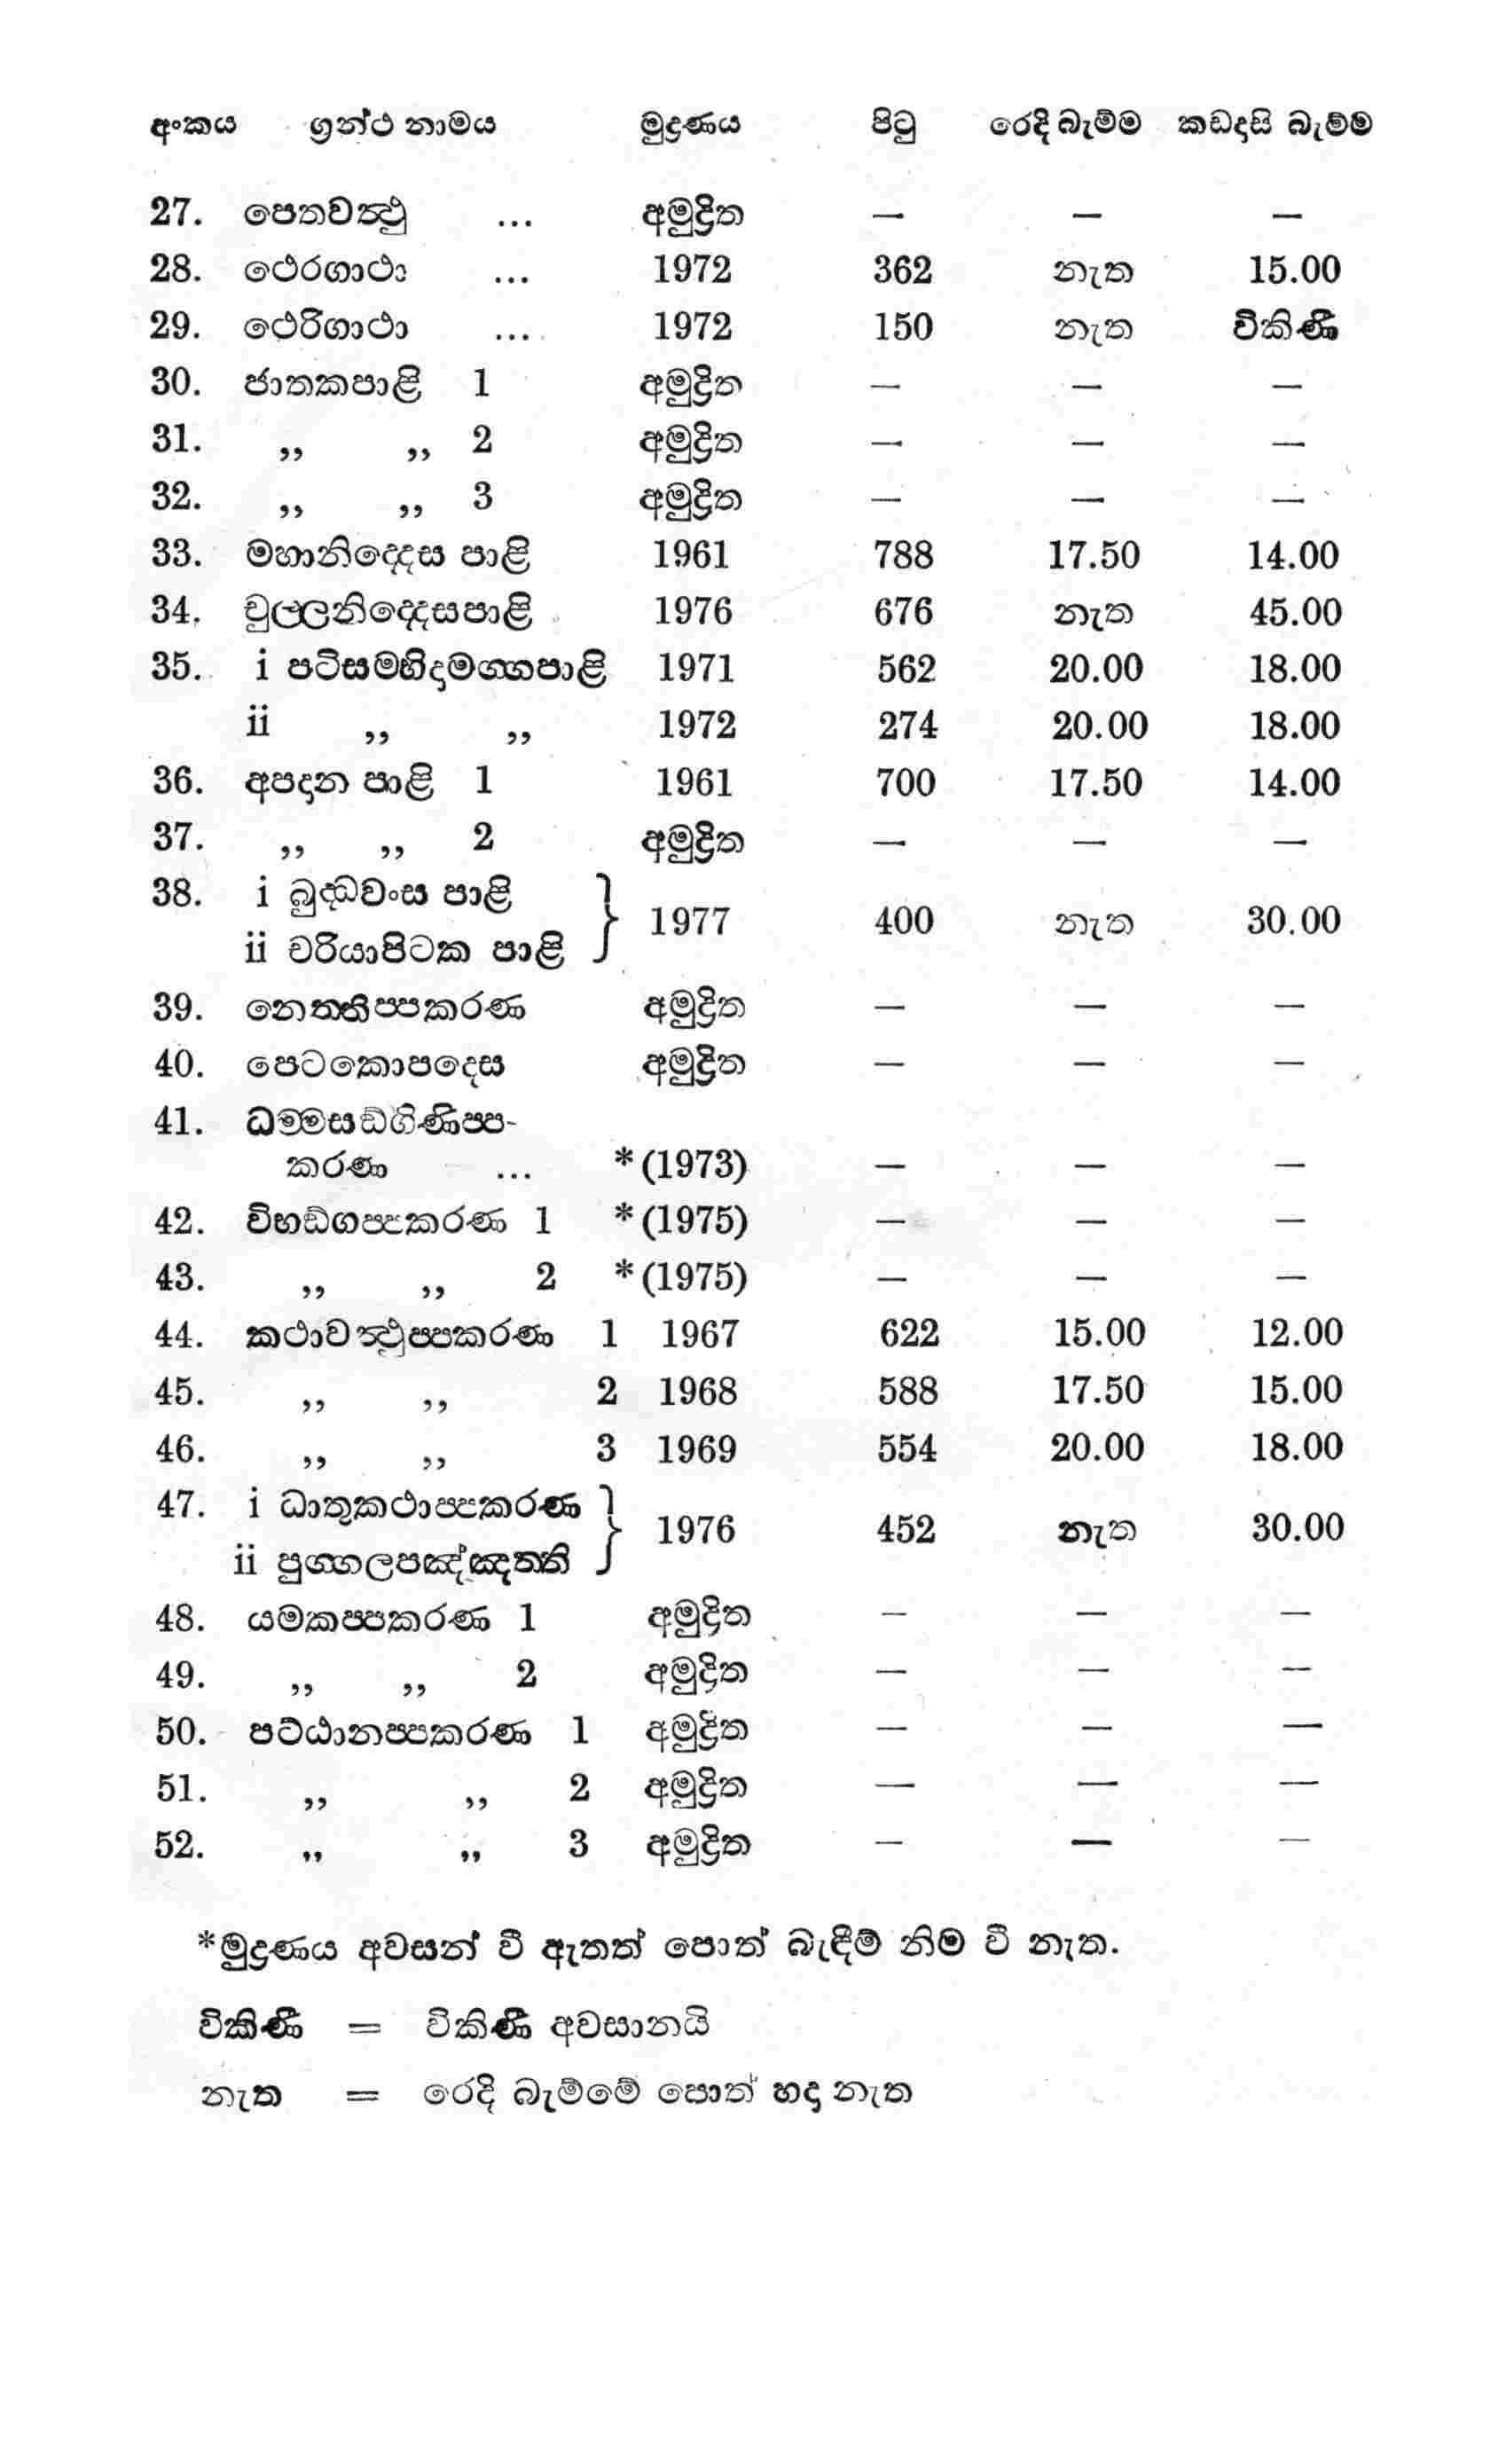 අංකය ග්‍රන්ථ නාමය මුද්‍රණය පිටු රෙදි බැම්ම කඩදාසි බැම්ම
27. පෙතවත්‍ථු ... අමුද්‍රිත — — —
28. ථෙරගාථා ... 1972 362 නැත 15.00
29. ථෙරිගාථා ... 1972 150 නැත විකිණී
30. ජාතකපාළි 1 අමුද්‍රිත — — —
31. ,, ,, 2 අමුද්‍රිත — — —
32. ,, ,, 3 අමුද්‍රිත — — —
33. මහානිද්‍දෙස පාළි 1961 788 17.50 14.00
34. චුල‍්ලනිද්‍දෙසපාළි 1976 676 නැත 45.00
35. i පටිසම‍්භිදාමග‍්ගපාළි 1971 562 20.00 18.00
ii ,, ,, 1972 274 20.00 18.00
36. අපදාන පාළි 1 1961 700 17.50 14.00
37. ,, ,, 2 අමුද්‍රිත — — —
38. i බුද්‍ධවංස පාළි } 1977 400 නැත 30.00
ii චරියාපිටක පාළි
39. නෙත‍්තිප‍්පකරණ අමුද්‍රිත — — —
40. පෙටකොපදෙස අමුද්‍රිත — — —
41. ධම‍්මසඞ්ගිණිප‍්ප-
කරණ ... *(1973) — — —
42. විභඞ්ගප‍්පකරණ 1 *(1975) — — —
43. ,, ,, 2 *(1975) — — —
44. කථාවත්‍ථුප‍්පකරණ 1 1967 622 15.00 12.00
45. ,, ,, 2 1968 588 17.50 15.00
46. ,, ,, 3 1969 554 20.00 18.00
47. i ධාතුකථාප‍්පකරණ } 1976 452 නැත 30.00
ii පුග‍්ගලපඤ්ඤත‍්ති
48. යමකප‍්පකරණ 1 අමුද්‍රිත — — —
49. ,, ,, 2 අමුද්‍රිත — — —
50. පට්ඨානප‍්පකරණ 1 අමුද්‍රිත — — —
51. ,, ,, 2 අමුද්‍රිත — — —
52. ,, ,, 3 අමුද්‍රිත — — —
*මුද්‍රණය අවසන් වී ඇතත් පොත් බැඳීම් නිම වී නැත.
විකිණී = විකිණී අවසානයි
නැත = රෙදි බැම්මේ පොත් හදා නැත